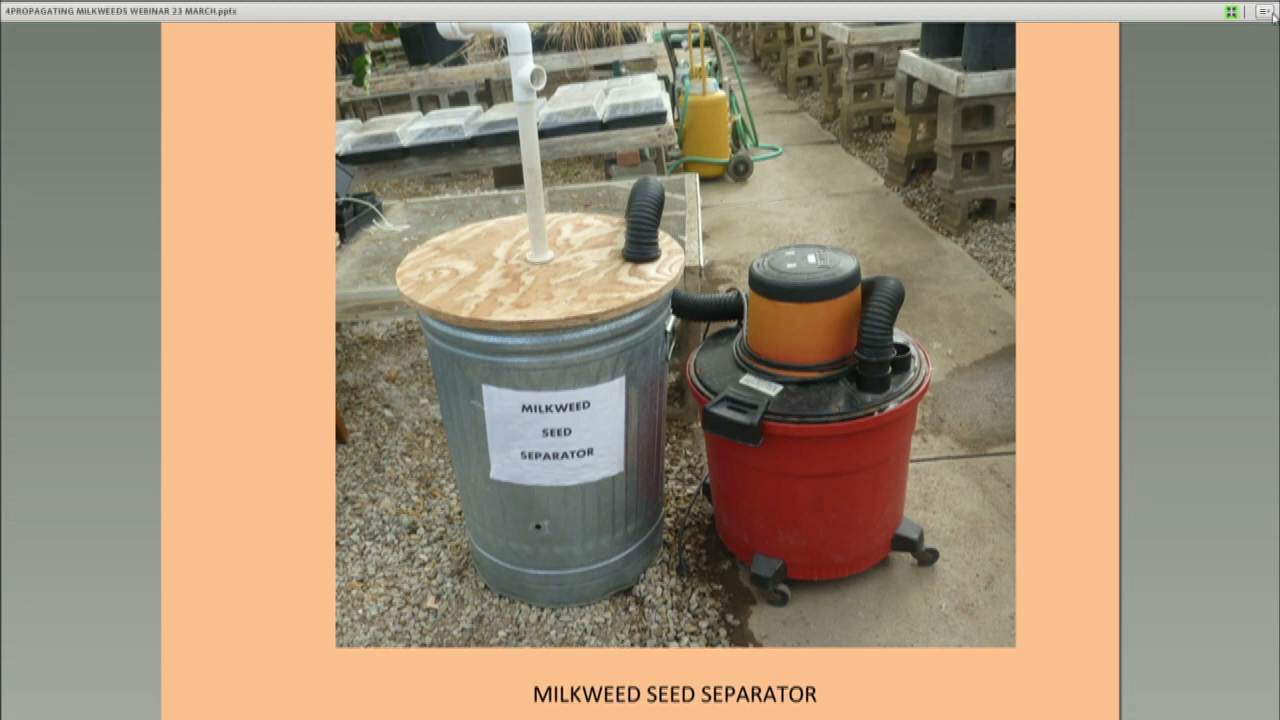 4PROPAGATING MILKWEEDS WEBINAR 23 MARCH.pptx
MILKWEED
SEED
SEPARATOR
MILKWEED SEED SEPARATOR